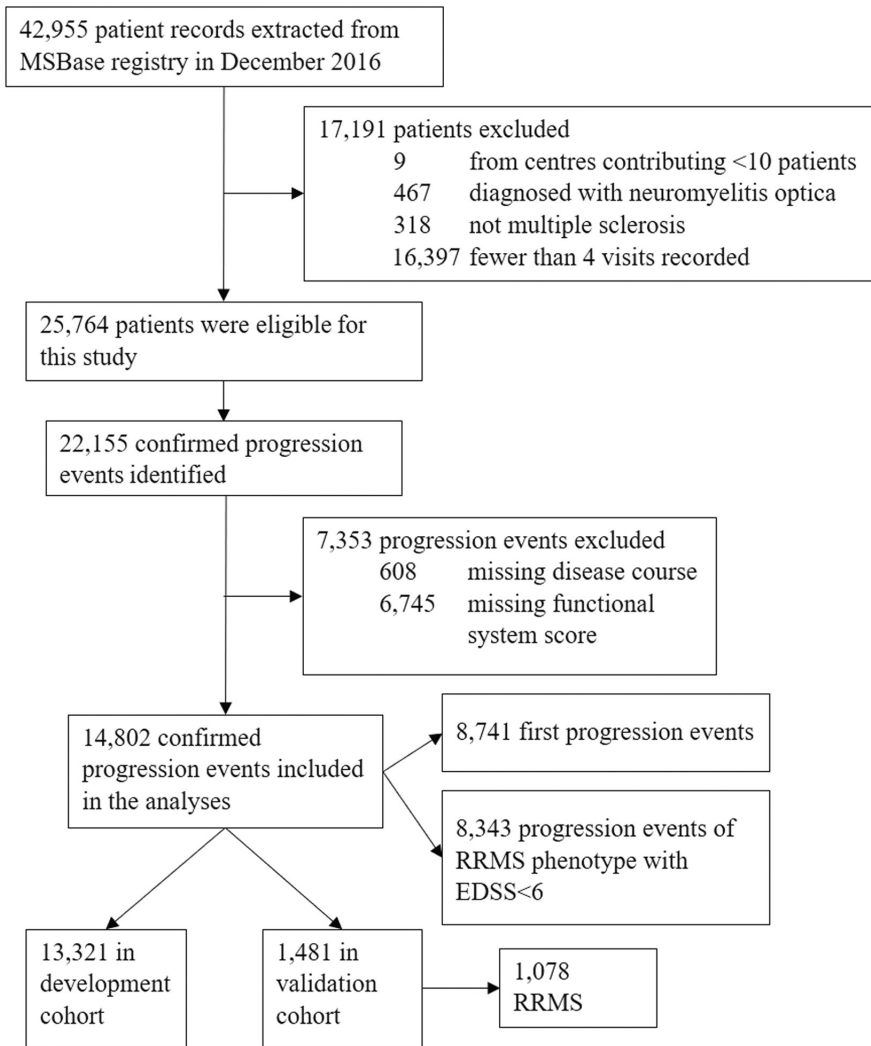 42,955 patient records extracted from
MSBase registry in December 2016
17,191 patients excluded
9 from centres contributing <10 patients
467 diagnosed with neuromyelitis optica
318 not multiple sclerosis
16,397 fewer than 4 visits recorded
25,764 patients were eligible for
this study
22,155 confirmed progression
events identified
7,353 progression events excluded
608 missing disease course
6,745 missing functional
system score
14,802 confirmed
progression events included
in the analyses
8,741 first progression events
8,343 progression events of
RRMS phenotype with
EDSS<6
13,321 in
development
cohort
1,481 in
validation
cohort
1,078
RRMS